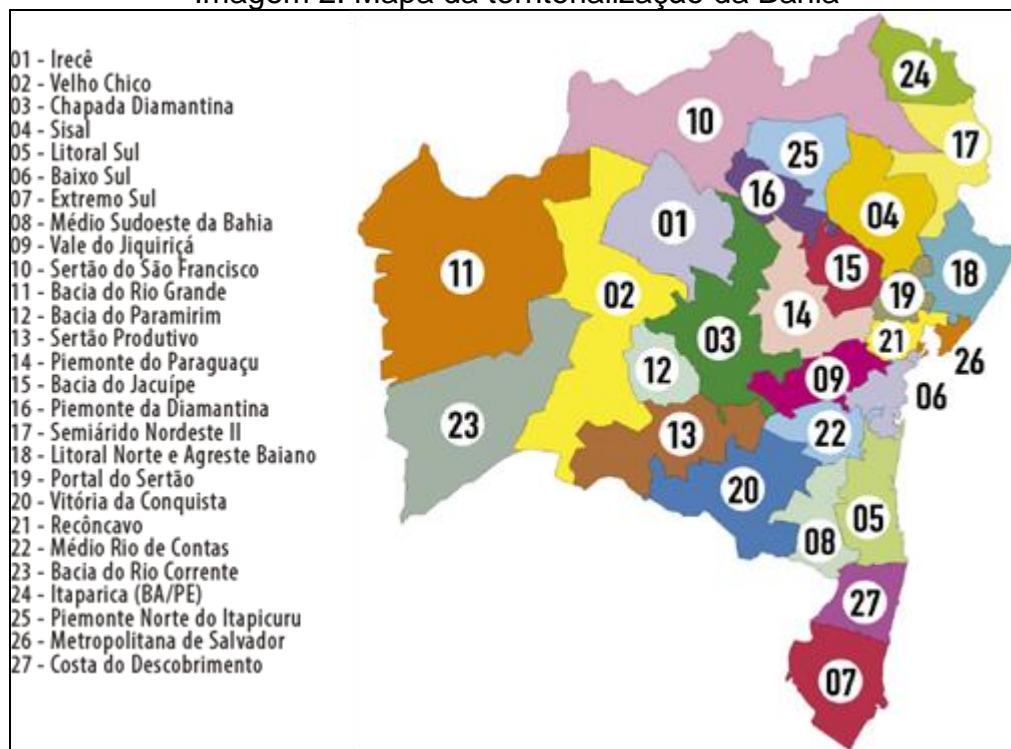 Imagem 2: Mapa da territorialização da Bahia
01 - Irecê
02 - Velho Chico
03 - Chapada Diamantina
04 - Sisal
05 - Litoral Sul
06 - Baixo Sul
07 - Extremo Sul
08 - Médio Sudoeste da Bahia
09 - Vale do Jiquiriçá
10 - Sertão do São Francisco
11 - Bacia do Rio Grande
12 - Bacia do Paramirim
13 - Sertão Produtivo
14 - Piemonte do Paraguaçu
15 - Bacia do Jacuípe
16 - Piemonte da Diamantina
17 - Semiárido Nordeste II
18 - Litoral Norte e Agreste Baiano
19 - Portal do Sertão
20 - Vitória da Conquista
21 - Recôncavo
22 - Médio Rio de Contas
23 - Bacia do Rio Corrente
24 - Itaparica (BA/PE)
25 - Piemonte Norte do Itapicuru
26 - Metropolitana de Salvador
27 - Costa do Descobrimento
24
10
17
25
16
04
01
15
18
11
02
19
14
03
21
26
12
09
06
23
13
22
20
05
08
27
07